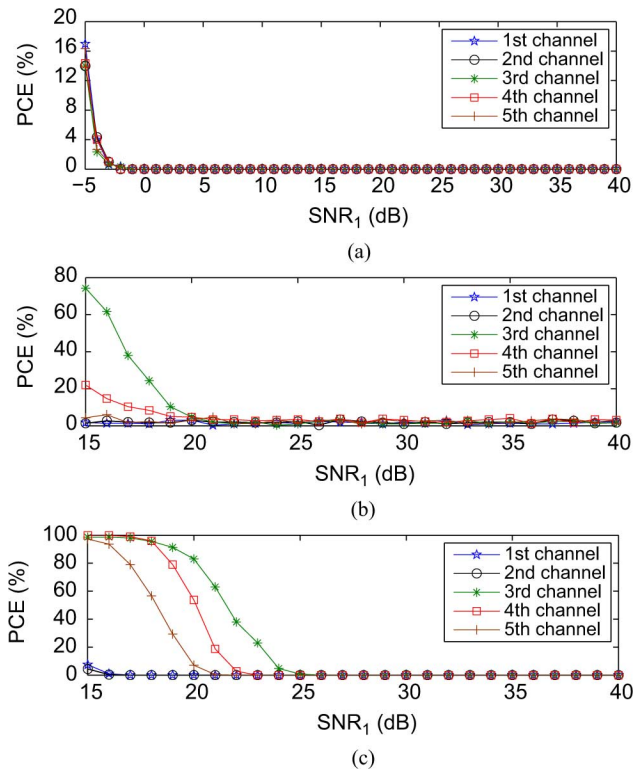 20
16
12
8
4
0
PCE (%)
1st channel
2nd channel
3rd channel
4th channel
5th channel
−5 0 5 10 15 20 25 30 35 40
SNR1 (dB)
(a)
80
60
40
20
0
PCE (%)
1st channel
2nd channel
3rd channel
4th channel
5th channel
15 20 25 30 35 40
SNR1 (dB)
(b)
100
80
60
40
20
0
PCE (%)
1st channel
2nd channel
3rd channel
4th channel
5th channel
15 20 25 30 35 40
SNR1 (dB)
(c)